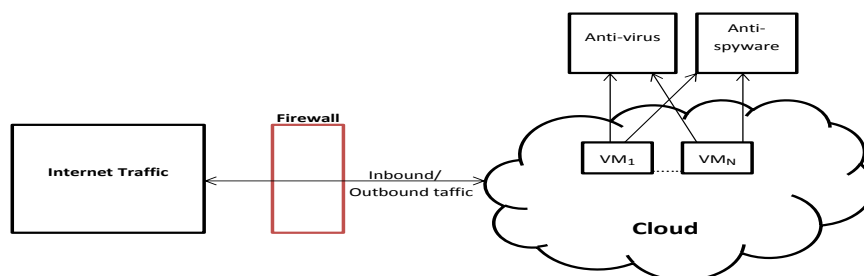 Anti-virus
Anti-
spyware
Firewall
Internet Traffic
Inbound/
Outbound taffic
VM₁
VMN
Cloud